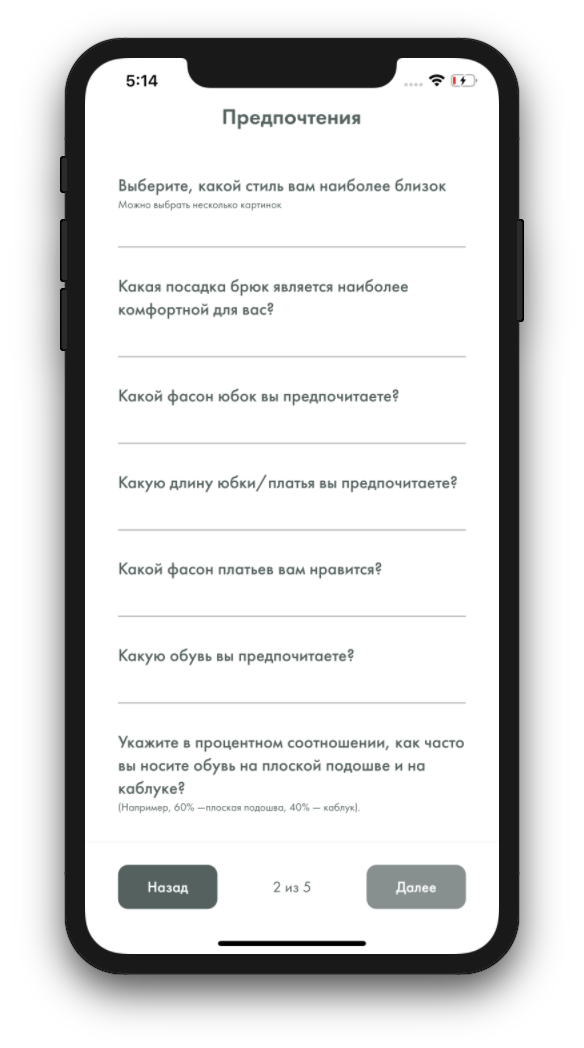 5:14
Предпочтения
Выберите, какой стиль вам наиболее близок
Можно выбрать несколько картинок
Какая посадка брюк является наиболее
комфортной для вас?
Какой фасон юбок вы предпочитаете?
Какую длину юбки/платья вы предпочитаете?
Какой фасон платьев вам нравится?
Какую обувь вы предпочитаете?
Укажите в процентном соотношении, как часто
вы носите обувь на плоской подошве и на
каблуке?
(Например, 60% —плоская подошва, 40% — каблук).
Назад
2 из 5
Далее